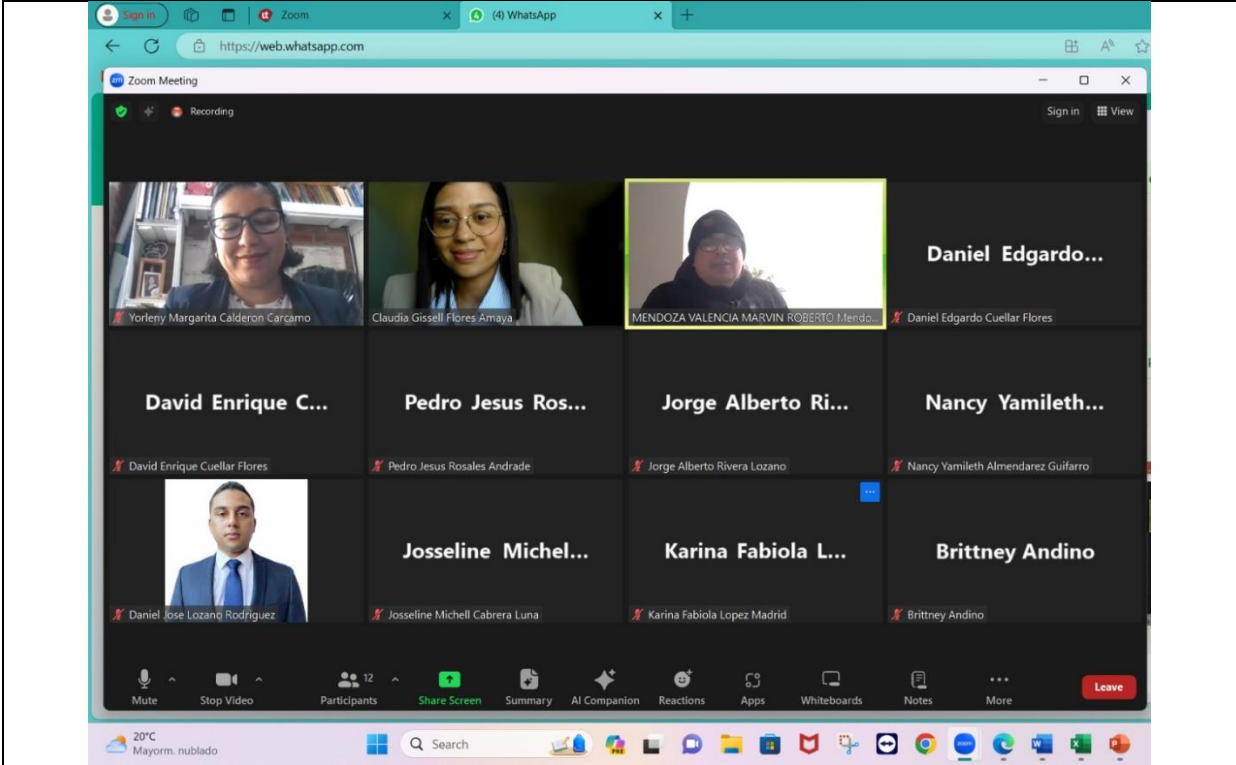 Sign in
Zoom
(4) WhatsApp
https://web.whatsapp.com
zm Zoom Meeting
Recording
Sign in
View
Yorleny Margarita Calderon Carcamo
Claudia Gissell Flores Amaya
MENDOZA VALENCIA MARVIN ROBERTO Mendo...
Daniel Edgardo...
Daniel Edgardo Cuellar Flores
David Enrique C...
David Enrique Cuellar Flores
Pedro Jesus Ros...
Pedro Jesus Rosales Andrade
Jorge Alberto Ri...
Jorge Alberto Rivera Lozano
Nancy Yamileth...
Nancy Yamileth Almendarez Guifarro
Daniel Jose Lozano Rodriguez
Josseline Michel...
Josseline Michell Cabrera Luna
Karina Fabiola L...
Karina Fabiola Lopez Madrid
Brittney Andino
Brittney Andino
Mute
Stop Video
12
Participants
Share Screen
Summary
AI Companion
Reactions
Apps
Whiteboards
Notes
More
Leave
20°C
Mayorm. nublado
Search
PRE
zoom